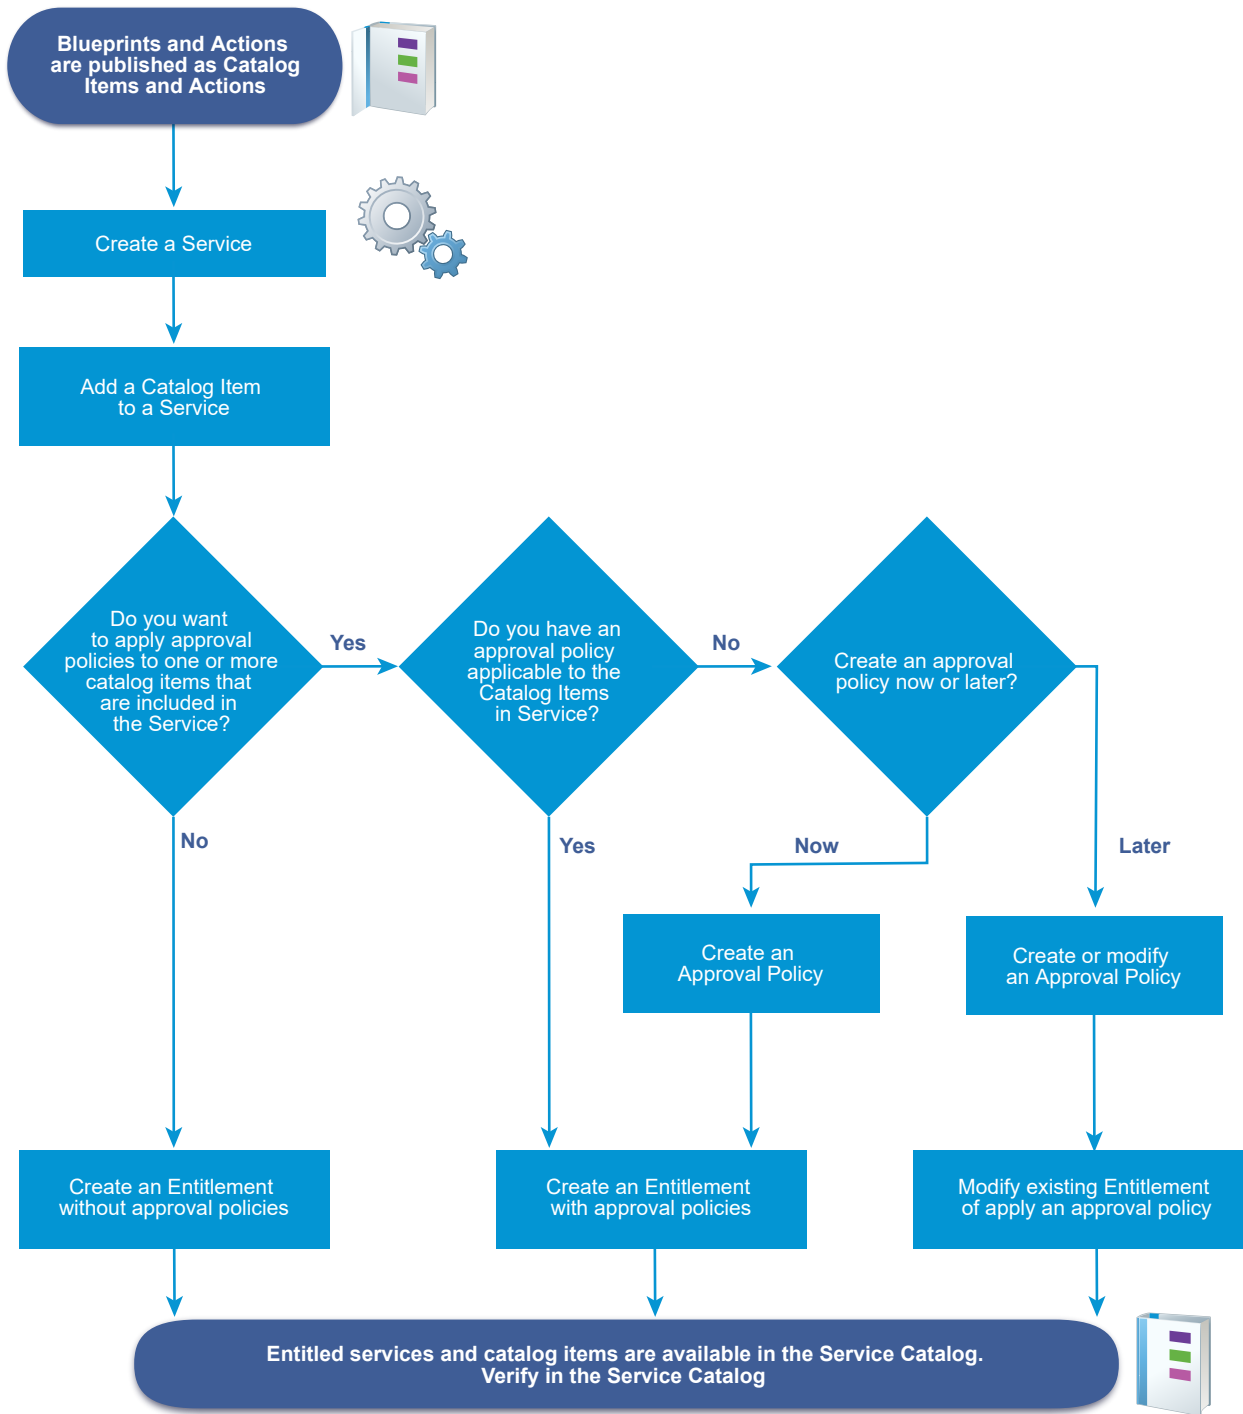 Blueprints and Actions
are published as Catalog
Items and Actions
Create a Service
Add a Catalog Item
to a Service
Do you want
to apply approval
policies to one or more
catalog items that
are included in
the Service?
Yes
Do you have an
approval policy
applicable to the
Catalog Items
in Service?
No
Create an approval
policy now or later?
No
Yes
Now
Later
Create an
Approval Policy
Create or modify
an Approval Policy
Create an Entitlement
without approval policies
Create an Entitlement
with approval policies
Modify existing Entitlement
of apply an approval policy
Entitled services and catalog items are available in the Service Catalog.
Verify in the Service Catalog